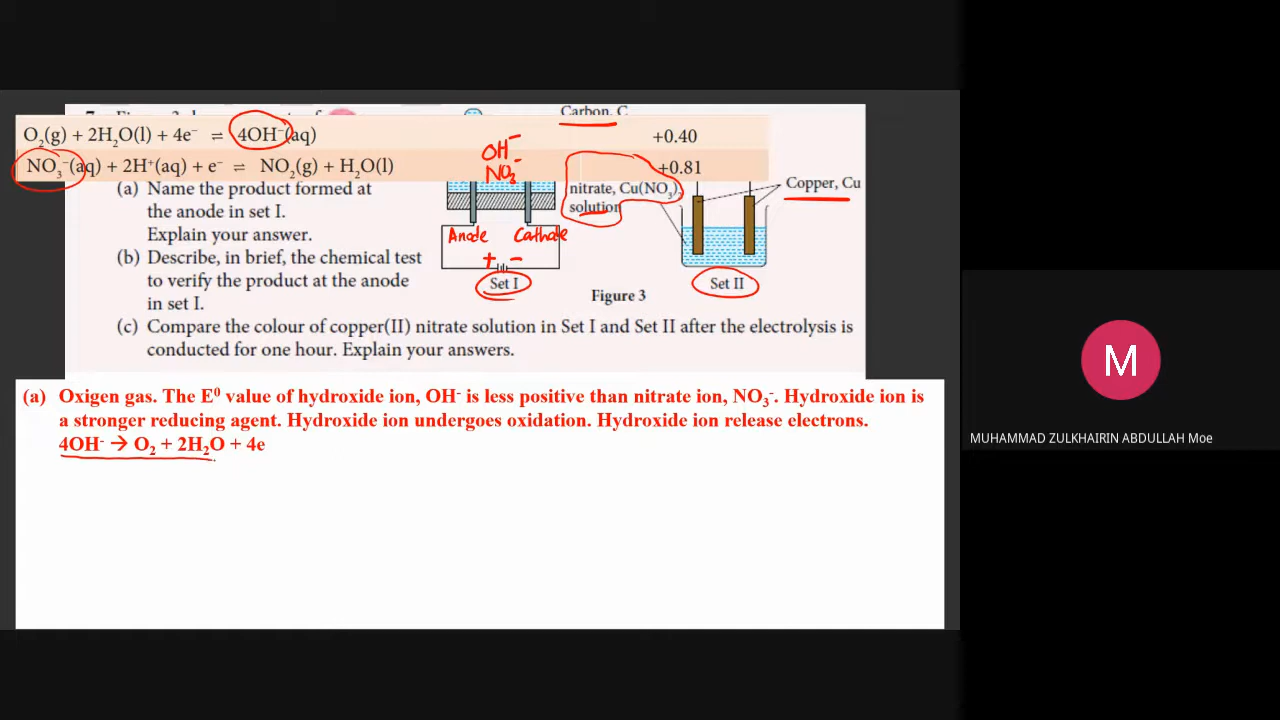 Carbon, C
O₂(g) + 2H₂O(l) + 4e⁻ ⇌ 4OH⁻(aq) +0.40
NO₃⁻(aq) + 2H⁺(aq) + e⁻ ⇌ NO₂(g) + H₂O(l) +0.81
OH⁻
NO₃⁻
(a) Name the product formed at
the anode in set I.
Explain your answer.
(b) Describe, in brief, the chemical test
to verify the product at the anode
in set I.
nitrate, Cu(NO₃)₂
solution
Copper, Cu
Anode Cathode
+ -
Set I
Figure 3
Set II
(c) Compare the colour of copper(II) nitrate solution in Set I and Set II after the electrolysis is
conducted for one hour. Explain your answers.
(a) Oxigen gas. The E⁰ value of hydroxide ion, OH⁻ is less positive than nitrate ion, NO₃⁻. Hydroxide ion is
a stronger reducing agent. Hydroxide ion undergoes oxidation. Hydroxide ion release electrons.
4OH⁻ → O₂ + 2H₂O + 4e
M
MUHAMMAD ZULKHAIRIN ABDULLAH Moe